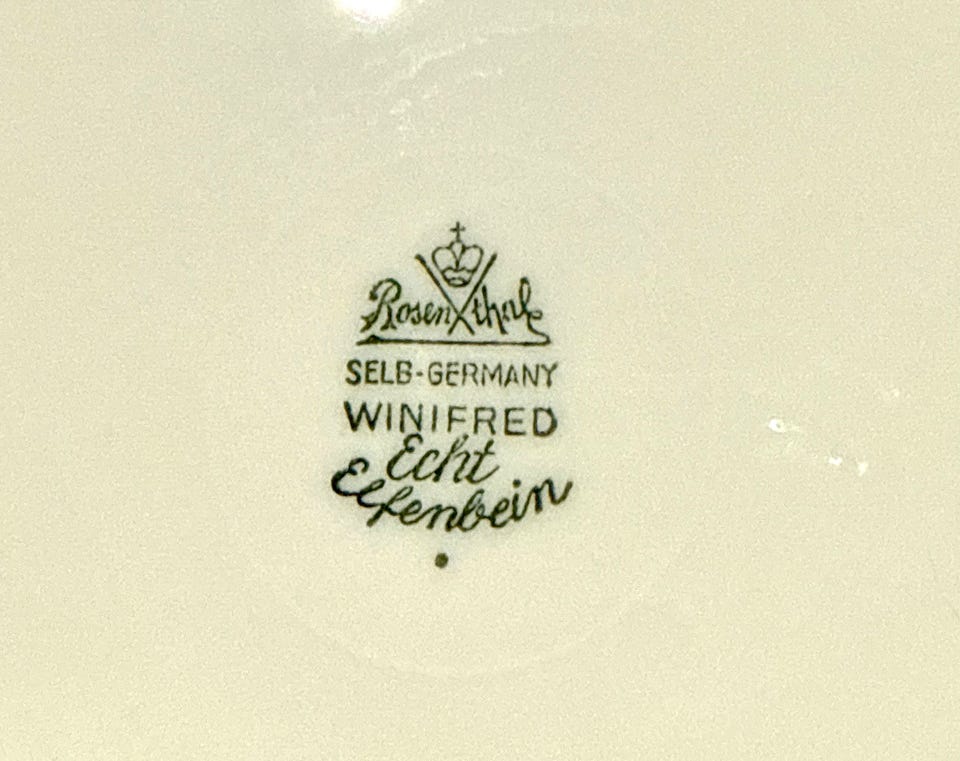 Rosenthal
SELB-GERMANY
WINIFRED
Echt
Elfenbein